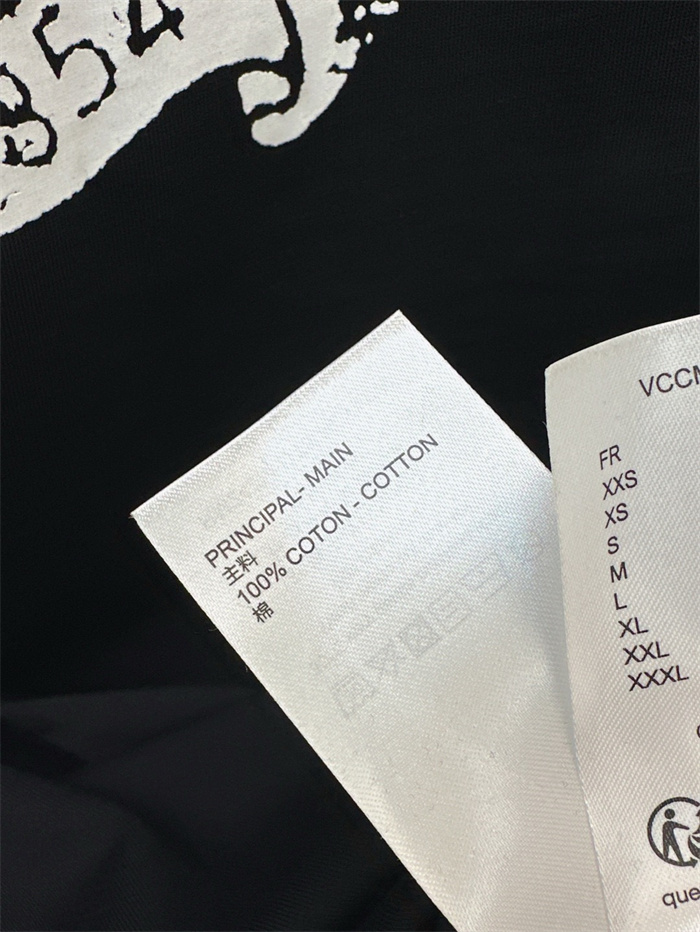 854
PRINCIPAL- MAIN
主料
100% COTON - COTTON
棉
VCCM
FR
XXS
XS
S
M
L
XL
XXL
XXXL
que